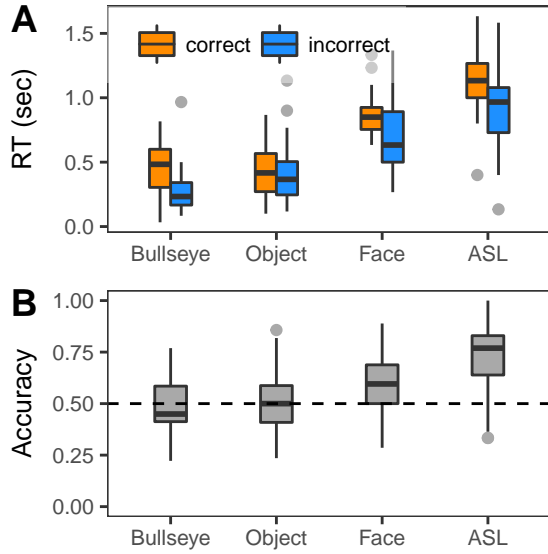 A
correct incorrect
RT (sec)
1.5
1.0
0.5
0.0
Bullseye Object Face ASL
B
Accuracy
1.00
0.75
0.50
0.25
0.00
Bullseye Object Face ASL